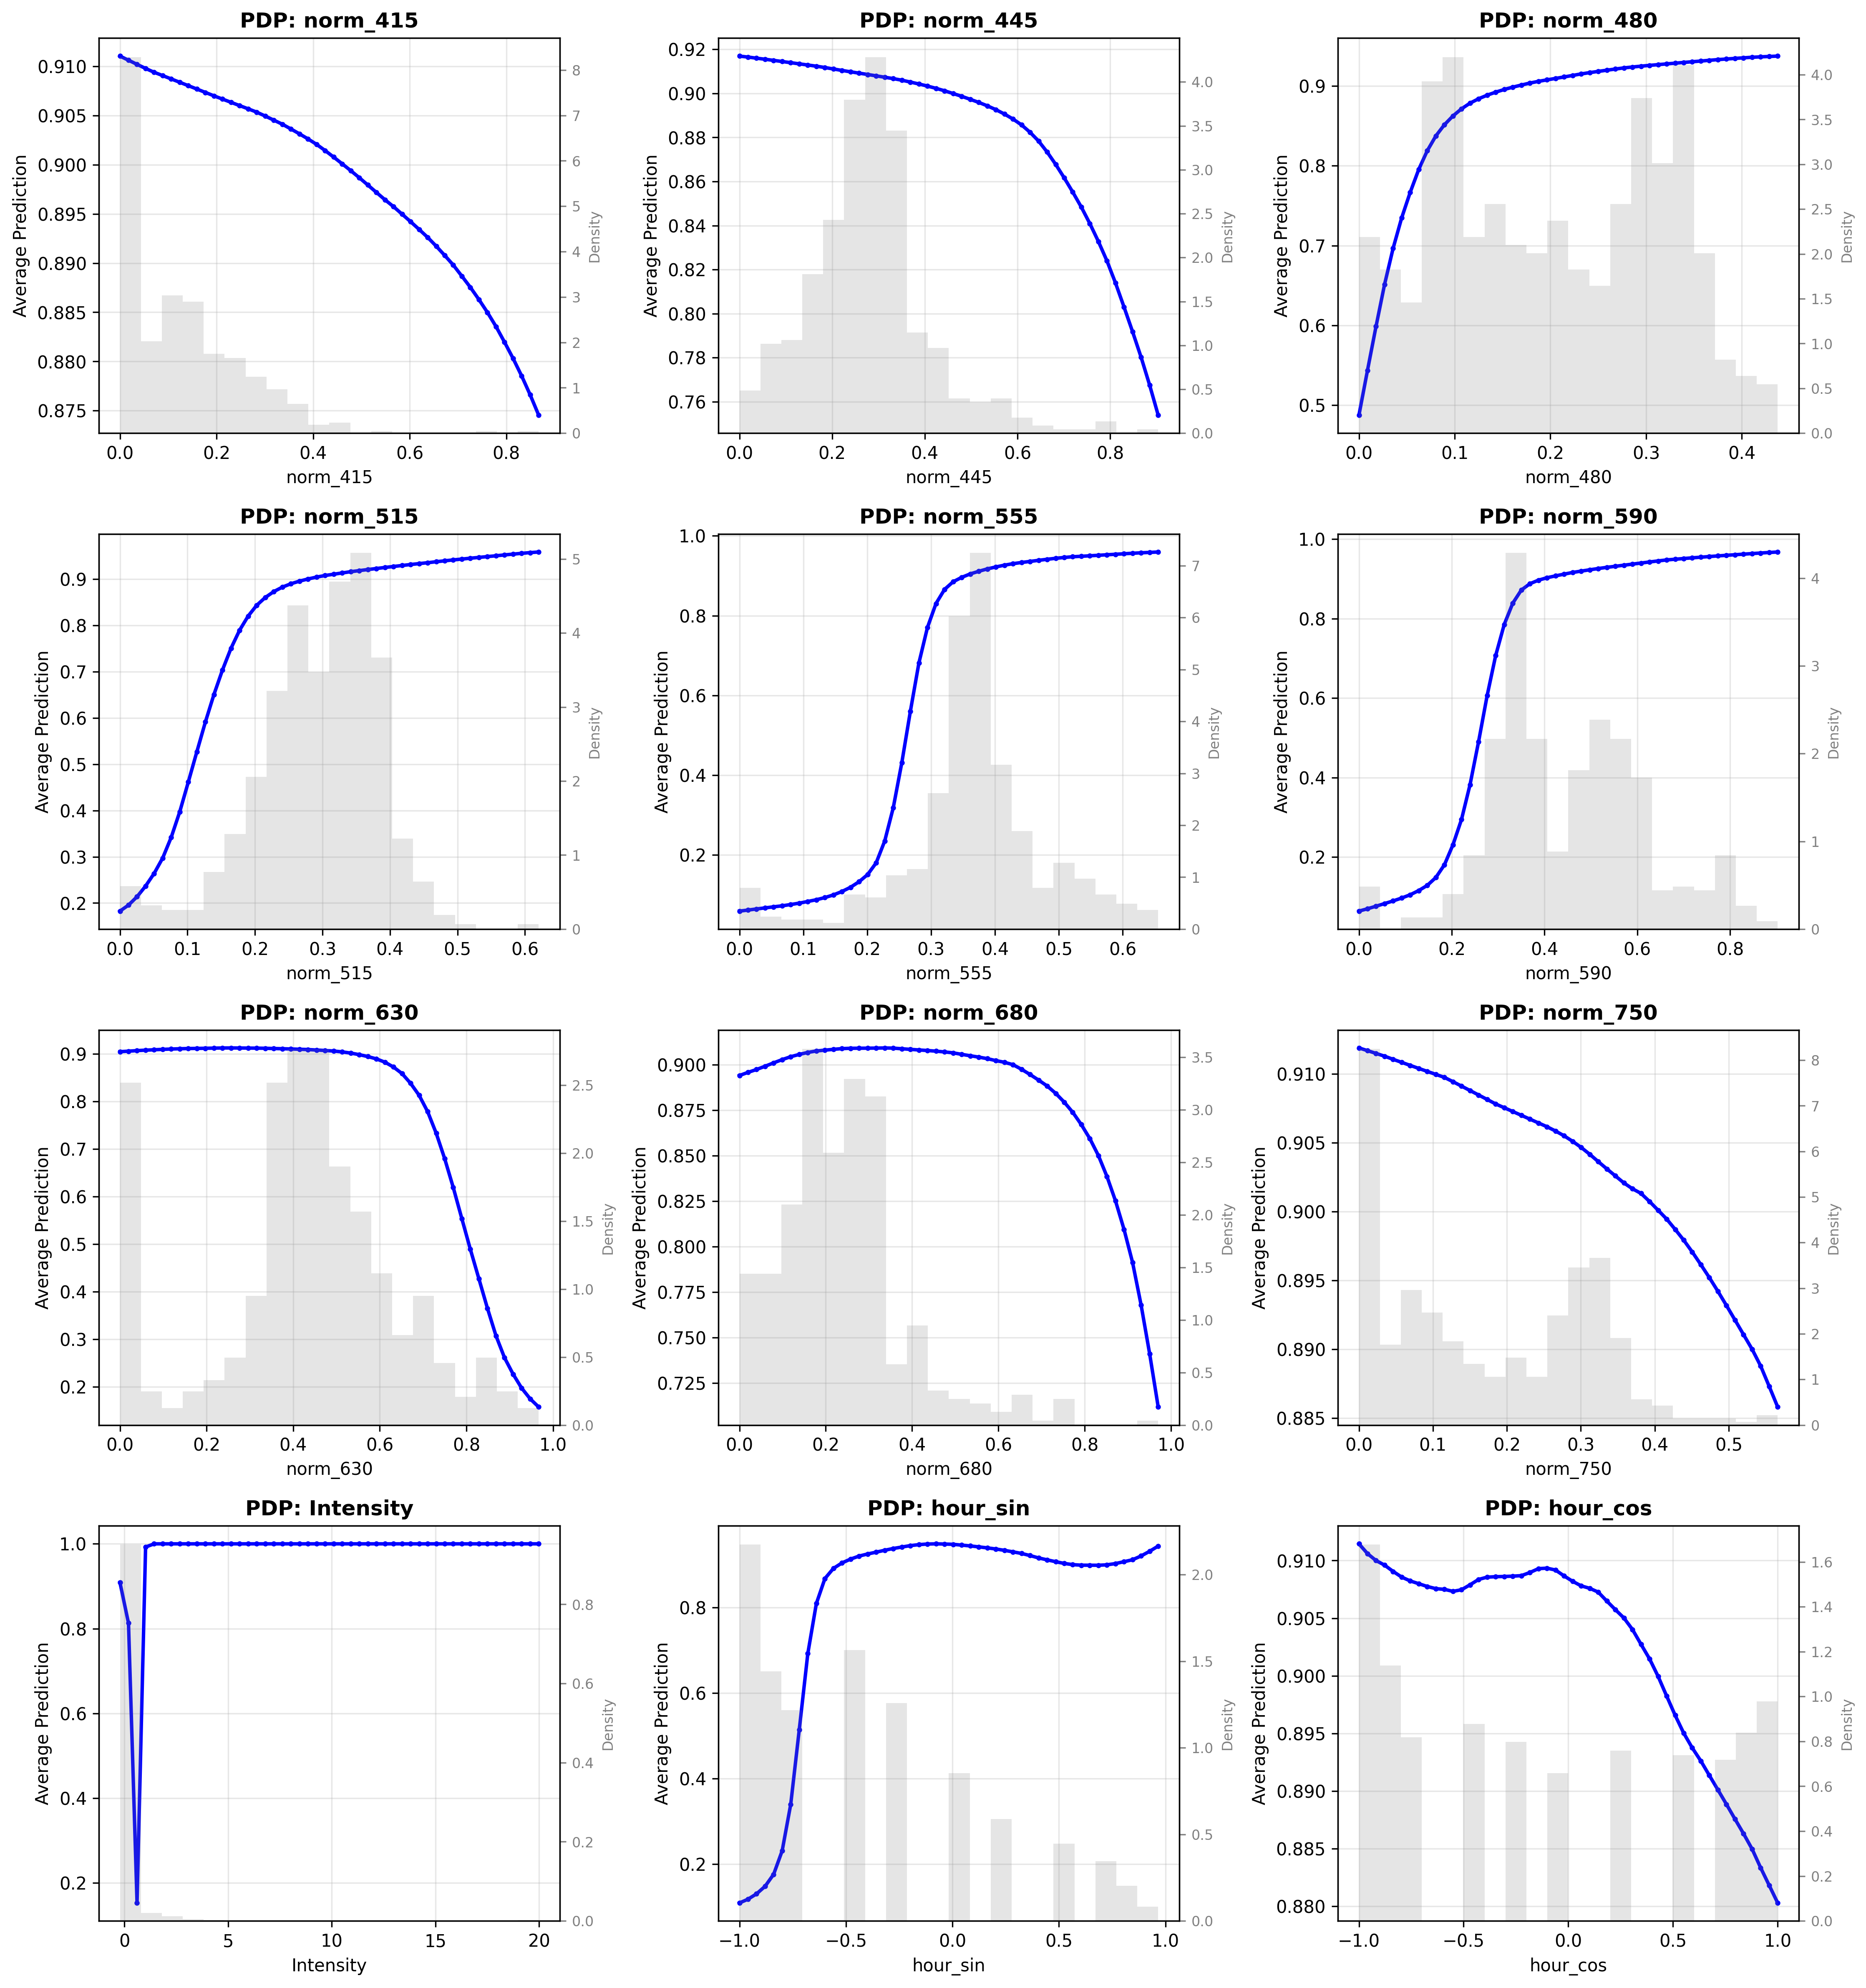 PDP: norm_415
0.910
0.905
0.900
0.895
0.890
0.885
0.880
0.875
Average Prediction
8
7
6
5
4
3
2
1
0
Density
0.0 0.2 0.4 0.6 0.8
norm_415
PDP: norm_445
0.92
0.90
0.88
0.86
0.84
0.82
0.80
0.78
0.76
Average Prediction
4.0
3.5
3.0
2.5
2.0
1.5
1.0
0.5
0.0
Density
0.0 0.2 0.4 0.6 0.8
norm_445
PDP: norm_480
0.9
0.8
0.7
0.6
0.5
Average Prediction
4.0
3.5
3.0
2.5
2.0
1.5
1.0
0.5
0.0
Density
0.0 0.1 0.2 0.3 0.4
norm_480
PDP: norm_515
0.9
0.8
0.7
0.6
0.5
0.4
0.3
0.2
Average Prediction
5
4
3
2
1
0
Density
0.0 0.1 0.2 0.3 0.4 0.5 0.6
norm_515
PDP: norm_555
1.0
0.8
0.6
0.4
0.2
Average Prediction
7
6
5
4
3
2
1
0
Density
0.0 0.1 0.2 0.3 0.4 0.5 0.6
norm_555
PDP: norm_590
1.0
0.8
0.6
0.4
0.2
Average Prediction
4
3
2
1
0
Density
0.0 0.2 0.4 0.6 0.8
norm_590
PDP: norm_630
0.9
0.8
0.7
0.6
0.5
0.4
0.3
0.2
Average Prediction
2.5
2.0
1.5
1.0
0.5
0.0
Density
0.0 0.2 0.4 0.6 0.8 1.0
norm_630
PDP: norm_680
0.900
0.875
0.850
0.825
0.800
0.775
0.750
0.725
Average Prediction
3.5
3.0
2.5
2.0
1.5
1.0
0.5
0.0
Density
0.0 0.2 0.4 0.6 0.8 1.0
norm_680
PDP: norm_750
0.910
0.905
0.900
0.895
0.890
0.885
Average Prediction
8
7
6
5
4
3
2
1
0
Density
0.0 0.1 0.2 0.3 0.4 0.5
norm_750
PDP: Intensity
1.0
0.8
0.6
0.4
0.2
Average Prediction
0.8
0.6
0.4
0.2
0.0
Density
0 5 10 15 20
Intensity
PDP: hour_sin
0.8
0.6
0.4
0.2
Average Prediction
2.0
1.5
1.0
0.5
0.0
Density
−1.0 −0.5 0.0 0.5 1.0
hour_sin
PDP: hour_cos
0.910
0.905
0.900
0.895
0.890
0.885
0.880
Average Prediction
1.6
1.4
1.2
1.0
0.8
0.6
0.4
0.2
0.0
Density
−1.0 −0.5 0.0 0.5 1.0
hour_cos